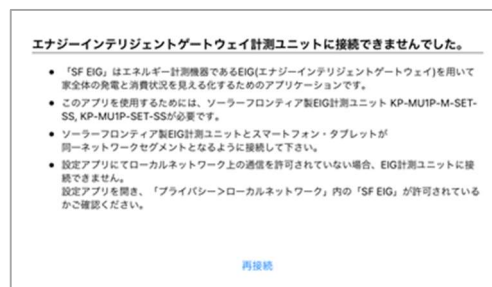 エナジーインテリジェントゲートウェイ計測ユニットに接続できませんでした。
● 「SF EIG」はエネルギー計測機器であるEIG(エナジーインテリジェントゲートウェイ)を用いて
家全体の発電と消費状況を見える化するためのアプリケーションです。
● このアプリを使用するためには、ソーラーフロンティア製EIG計測ユニット KP-MU1P-M-SET-
SS, KP-MU1P-SET-SSが必要です。
● ソーラーフロンティア製EIG計測ユニットとスマートフォン・タブレットが
同一ネットワークセグメントとなるように接続して下さい。
● 設定アプリにてローカルネットワーク上の通信を許可されていない場合、EIG計測ユニットに接
続できません。
設定アプリを開き、「プライバシー>ローカルネットワーク」内の「SF EIG」が許可されている
かご確認ください。
再接続